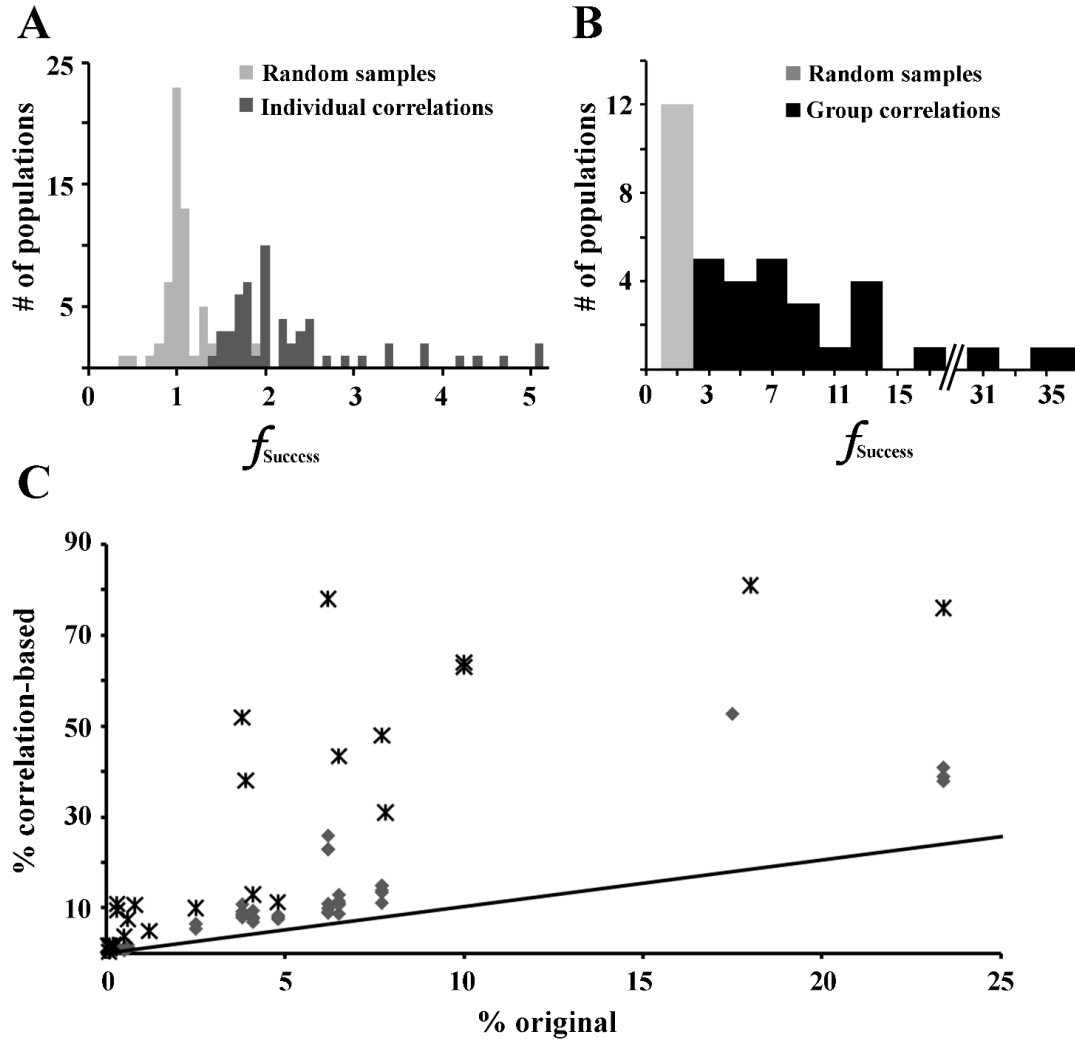 A
25
15
5
# of populations
Random samples
Individual correlations
0 1 2 3 4 5
f Success
B
12
8
4
# of populations
Random samples
Group correlations
0 3 7 11 15 31 35
f Success
C
90
70
50
30
10
% correlation-based
0 5 10 15 20 25
% original